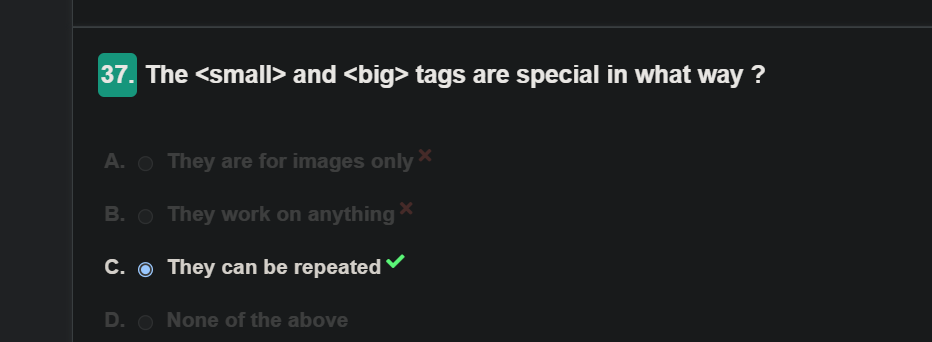 37. The <small> and <big> tags are special in what way ?
A. They are for images only
B. They work on anything
C. They can be repeated
D. None of the above